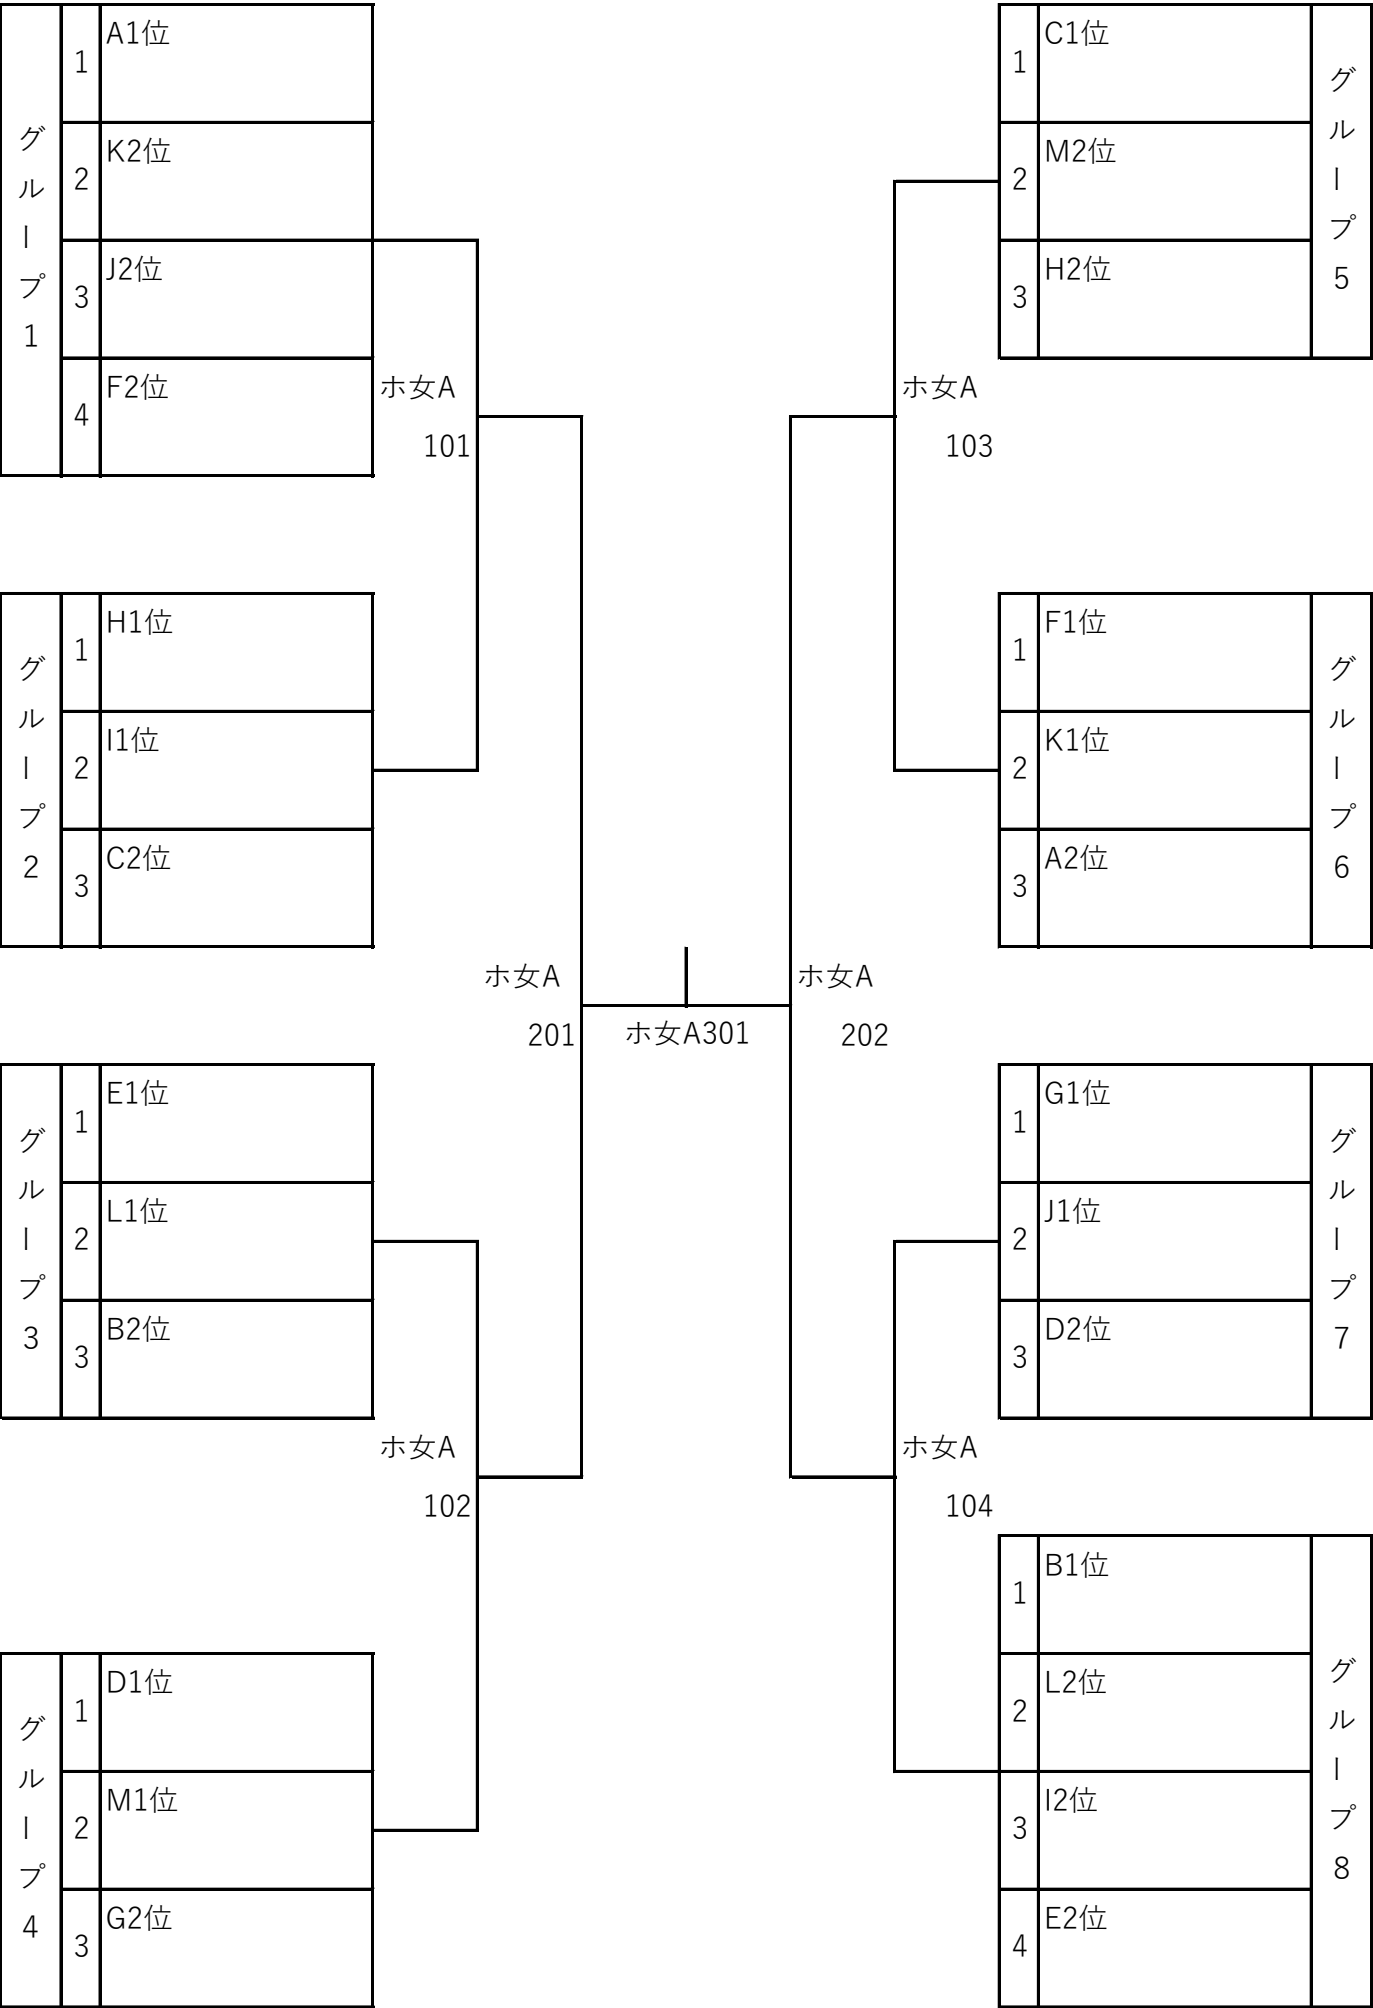 グループ1
1 A1位
2 K2位
3 J2位
4 F2位
ホ女A
101
グループ2
1 H1位
2 I1位
3 C2位
グループ3
1 E1位
2 L1位
3 B2位
ホ女A
102
グループ4
1 D1位
2 M1位
3 G2位
ホ女A
201
ホ女A301
ホ女A
202
グループ5
1 C1位
2 M2位
3 H2位
ホ女A
103
グループ6
1 F1位
2 K1位
3 A2位
グループ7
1 G1位
2 J1位
3 D2位
ホ女A
104
グループ8
1 B1位
2 L2位
3 I2位
4 E2位